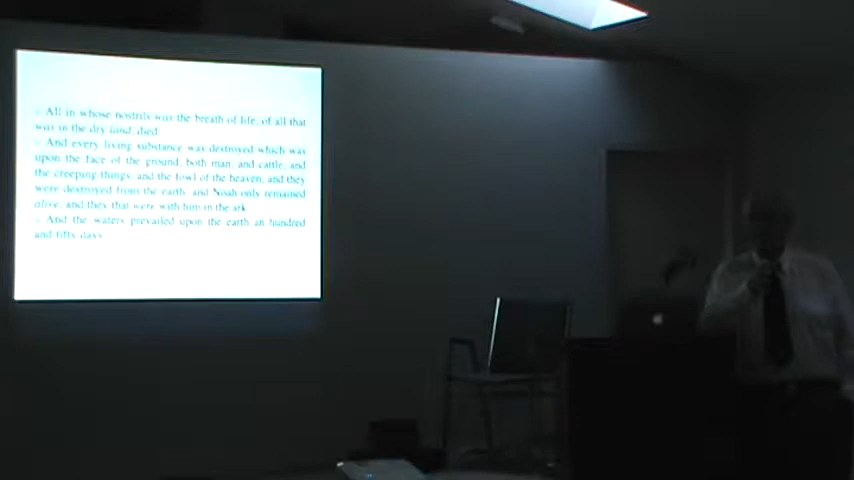 All in whose nostrils was the breath of life, of all that
was in the dry land, died.
And every living substance was destroyed which was
upon the face of the ground, both man, and cattle, and
the creeping things, and the fowl of the heaven; and they
were destroyed from the earth: and Noah only remained
alive, and they that were with him in the ark.
And the waters prevailed upon the earth an hundred
and fifty days.